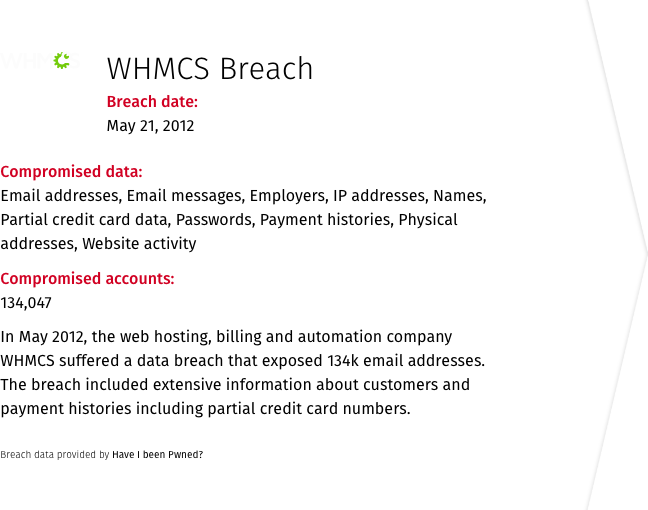 WHMCS Breach
Breach date:
May 21, 2012
Compromised data:
Email addresses, Email messages, Employers, IP addresses, Names,
Partial credit card data, Passwords, Payment histories, Physical
addresses, Website activity
Compromised accounts:
134,047
In May 2012, the web hosting, billing and automation company
WHMCS suffered a data breach that exposed 134k email addresses.
The breach included extensive information about customers and
payment histories including partial credit card numbers.
Breach data provided by Have I been Pwned?